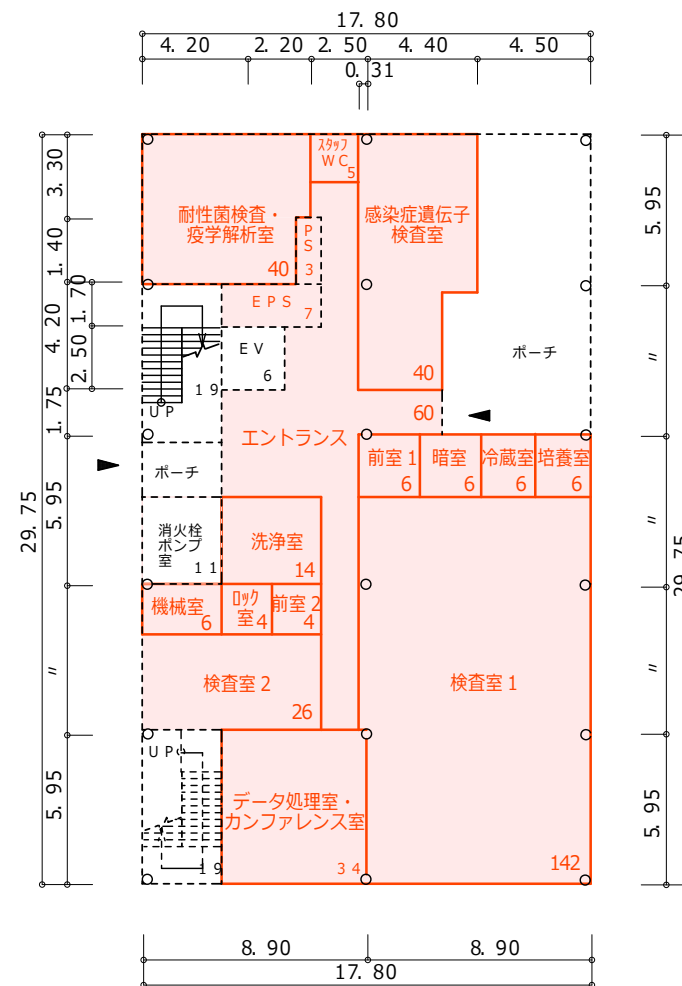 17. 80
4. 20
2. 20
2. 50
4. 40
4. 50
0. 31
3. 30
1. 40
1. 70
4. 20
2. 50
1. 75
5. 95
29. 75
〃
5. 95
5. 95
〃
〃
〃
5. 95
29. 75
耐性菌検査・
疫学解析室
40
スタッフ
WC
5
感染症遺伝子
検査室
40
PS
3
EPS
7
EV
6
19
UP
ポーチ
エントランス
60
ポーチ
前室1
6
暗室
6
冷蔵室
6
培養室
6
消火栓
ポンプ
室
11
洗浄室
14
機械室
6
ロック
室
4
前室2
4
検査室2
26
検査室1
142
UP
19
データ処理室・
カンファレンス室
34
8. 90
8. 90
17. 80